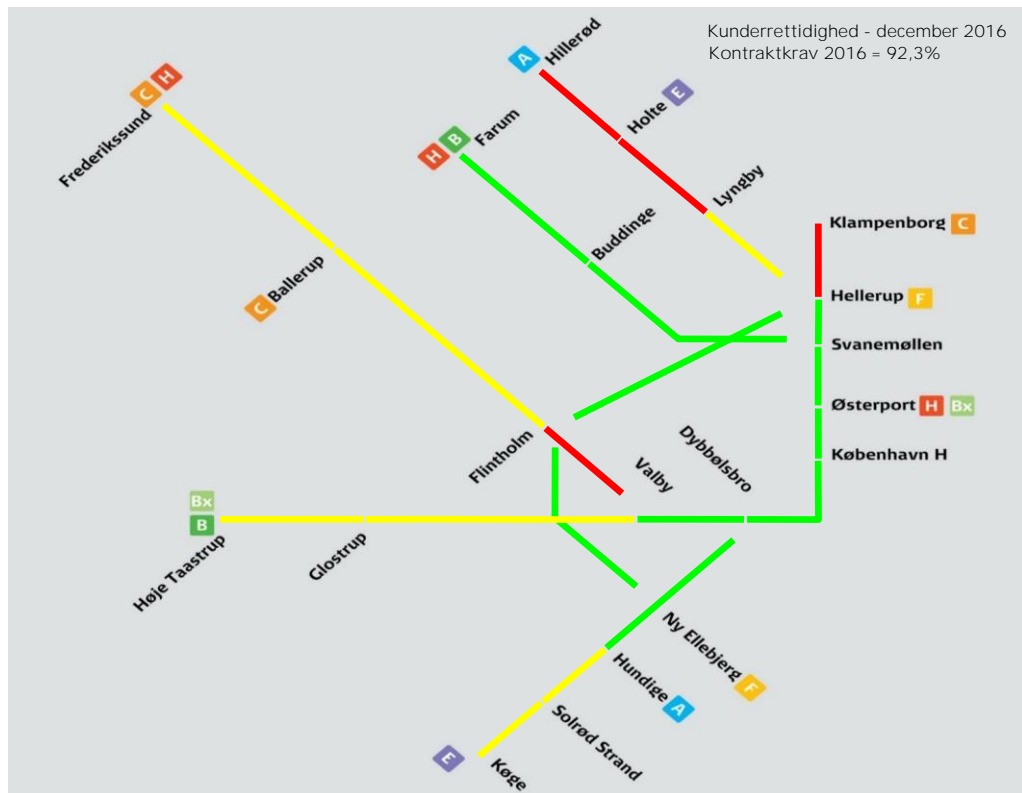 Kunderrettidighed - december 2016
Kontraktkrav 2016 = 92,3%
A Hillerød
C H
Frederikssund
Holte E
H B Farum
Lyngby
Buddinge
Klampenborg C
C Ballerup
Hellerup F
Svanemøllen
Østerport H Bx
Flintholm
Valby
Dybbølsbro
København H
Bx
B
Høje Taastrup
Glostrup
Ny Ellebjerg F
Hundige A
Solrød Strand
E Køge